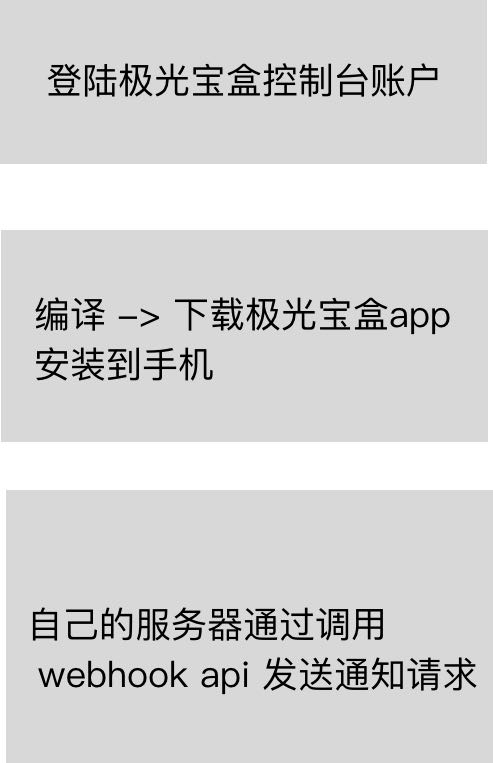 登陆极光宝盒控制台账户
编译 –> 下载极光宝盒app
安装到手机
自己的服务器通过调用
webhook api 发送通知请求